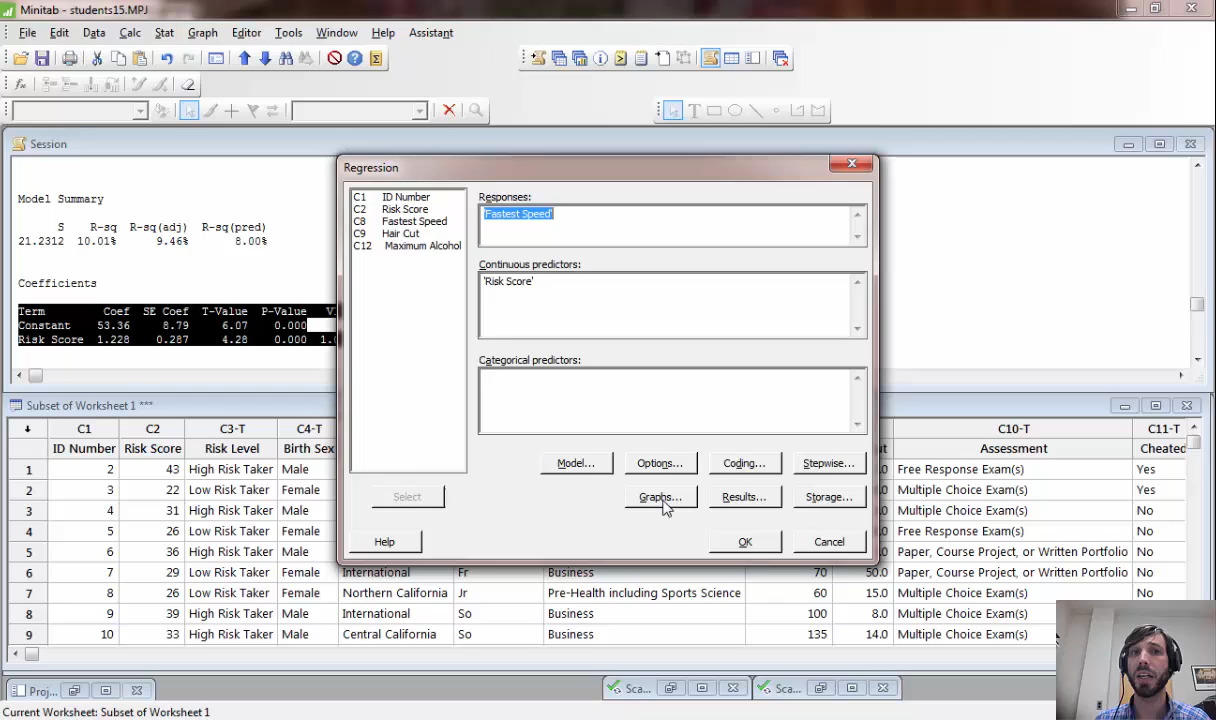 Minitab - students15.MPJ
File Edit Data Calc Stat Graph Editor Tools Window Help Assistant
Session
Model Summary
S R-sq R-sq(adj) R-sq(pred)
21.2312 10.01% 9.46% 8.00%
Coefficients
Term Coef SE Coef T-Value P-Value
Constant 53.36 8.79 6.07 0.000
Risk Score 1.228 0.287 4.28 0.000
Regression
C1 ID Number
C2 Risk Score
C8 Fastest Speed
C9 Hair Cut
C12 Maximum Alcohol
Responses:
'Fastest Speed'
Continuous predictors:
'Risk Score'
Categorical predictors:
Model... Options... Coding... Stepwise...
Select Graphs... Results... Storage...
Help OK Cancel
Subset of Worksheet 1 ***
C1 C2 C3-T C4-T C10-T C11-T
ID Number Risk Score Risk Level Birth Sex Assessment Cheated
1 2 43 High Risk Taker Male Free Response Exam(s) Yes
2 3 22 Low Risk Taker Female Multiple Choice Exam(s) Yes
3 4 31 High Risk Taker Male Multiple Choice Exam(s) No
4 5 26 Low Risk Taker Female Free Response Exam(s) No
5 6 36 High Risk Taker Male Paper, Course Project, or Written Portfolio No
6 7 29 Low Risk Taker Female International Fr Business 70 50.0 Paper, Course Project, or Written Portfolio No
7 8 26 Low Risk Taker Female Northern California Jr Pre-Health including Sports Science 60 15.0 Multiple Choice Exam(s) No
8 9 39 High Risk Taker Male International So Business 100 8.0 Multiple Choice Exam(s)
9 10 33 High Risk Taker Male Central California So Business 135 14.0 Multiple Choice Exam(s)
Proj... Sca... Sca...
Current Worksheet: Subset of Worksheet 1